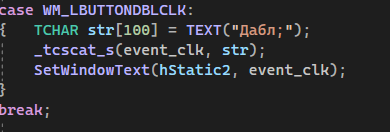 case WM_LBUTTONDBLCLK:
{ TCHAR str[100] = TEXT("Дабл;");
_tcscat_s(event_clk, str);
SetWindowText(hStatic2, event_clk);
}
break;